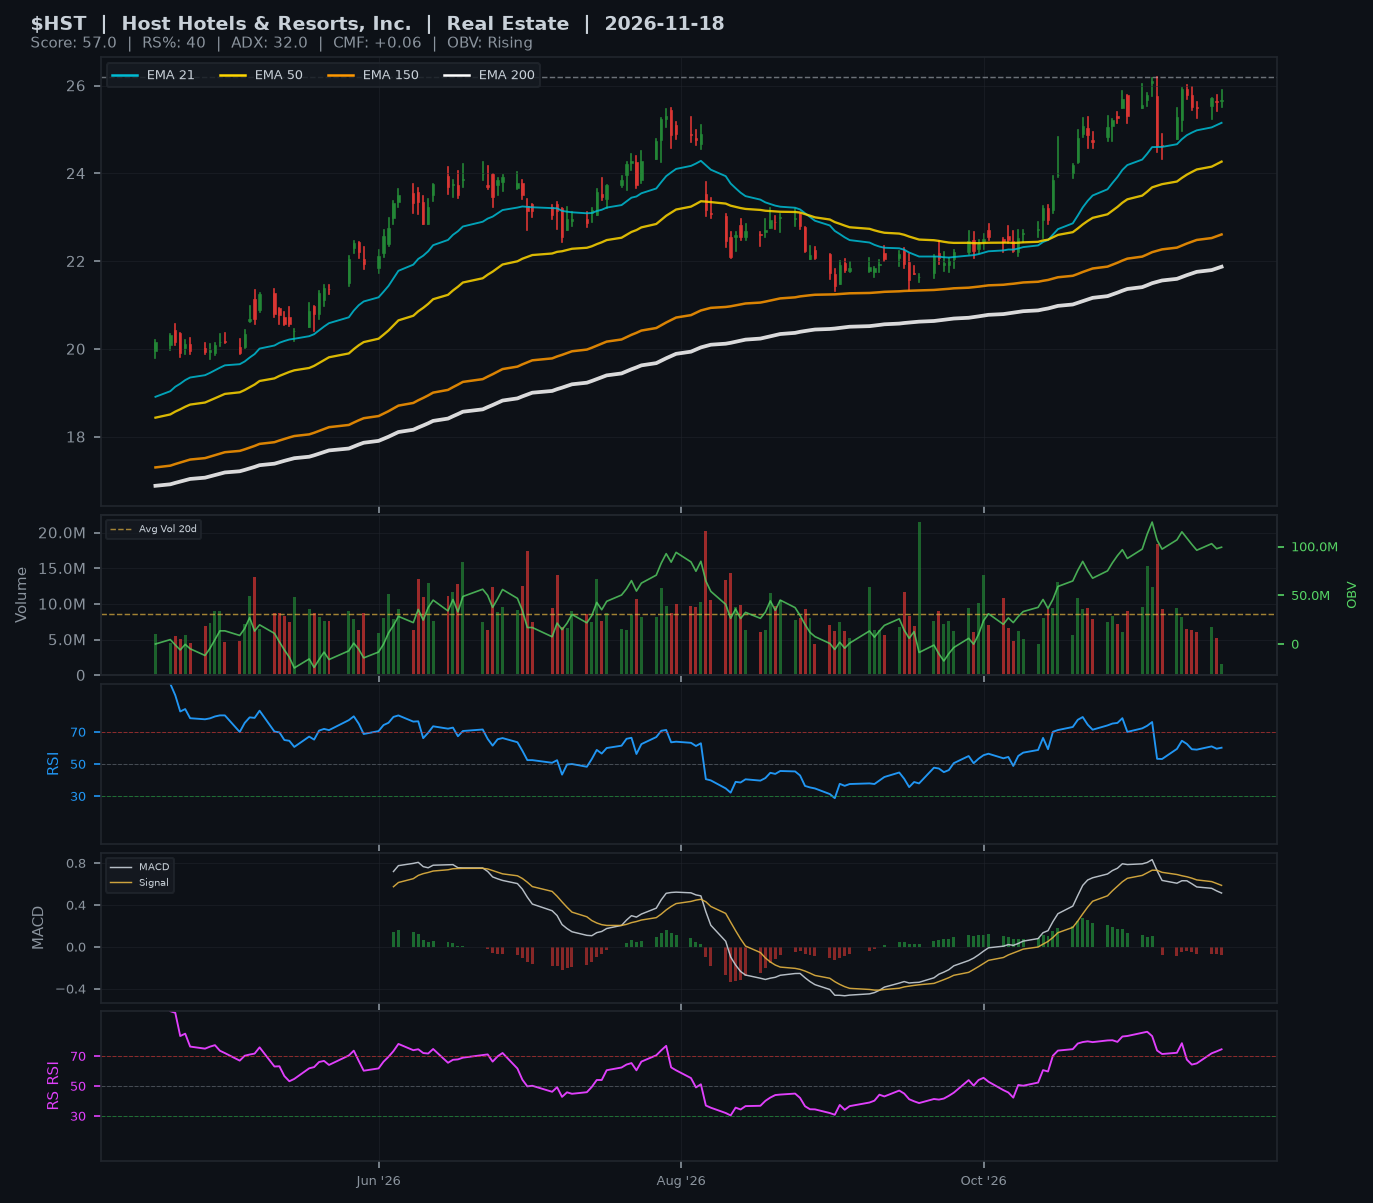 $HST | Host Hotels & Resorts, Inc. | Real Estate | 2026-11-18
Score: 57.0 | RS%: 40 | ADX: 32.0 | CMF: +0.06 | OBV: Rising
EMA 21 EMA 50 EMA 150 EMA 200
26
24
22
20
18
Avg Vol 20d
20.0M
15.0M
10.0M
5.0M
0
Volume
100.0M
50.0M
0
OBV
70
50
30
RSI
MACD
Signal
0.8
0.4
0.0
−0.4
MACD
70
50
30
RS RSI
Jun '26 Aug '26 Oct '26